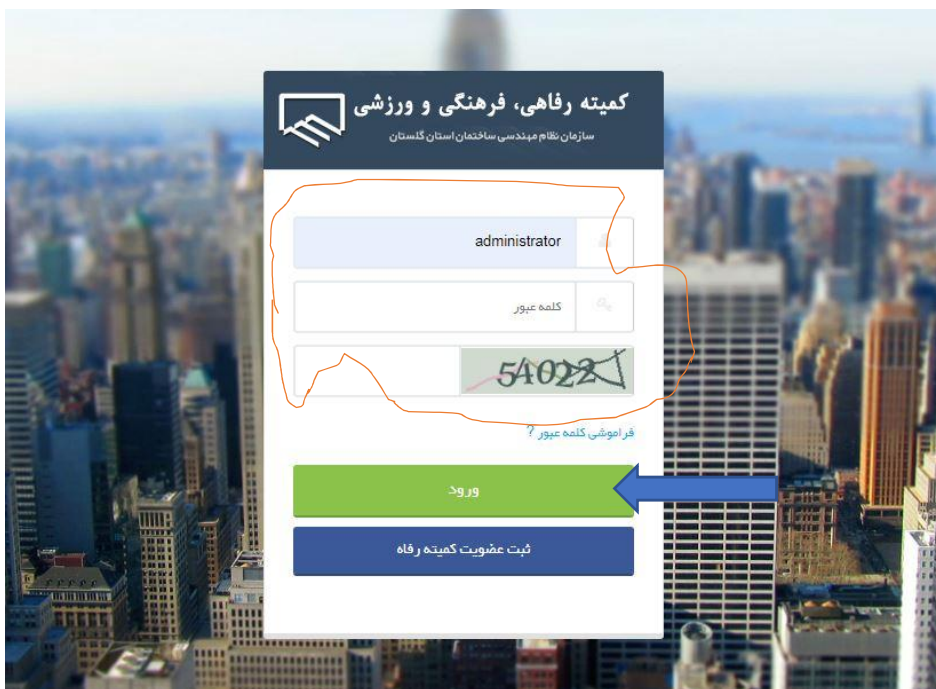 کمیته رفاهی، فرهنگی و ورزشی
سازمان نظام مهندسی ساختمان استان گلستان
administrator
کلمه عبور
54022
فراموشی کلمه عبور ?
ورود
ثبت عضویت کمیته رفاه